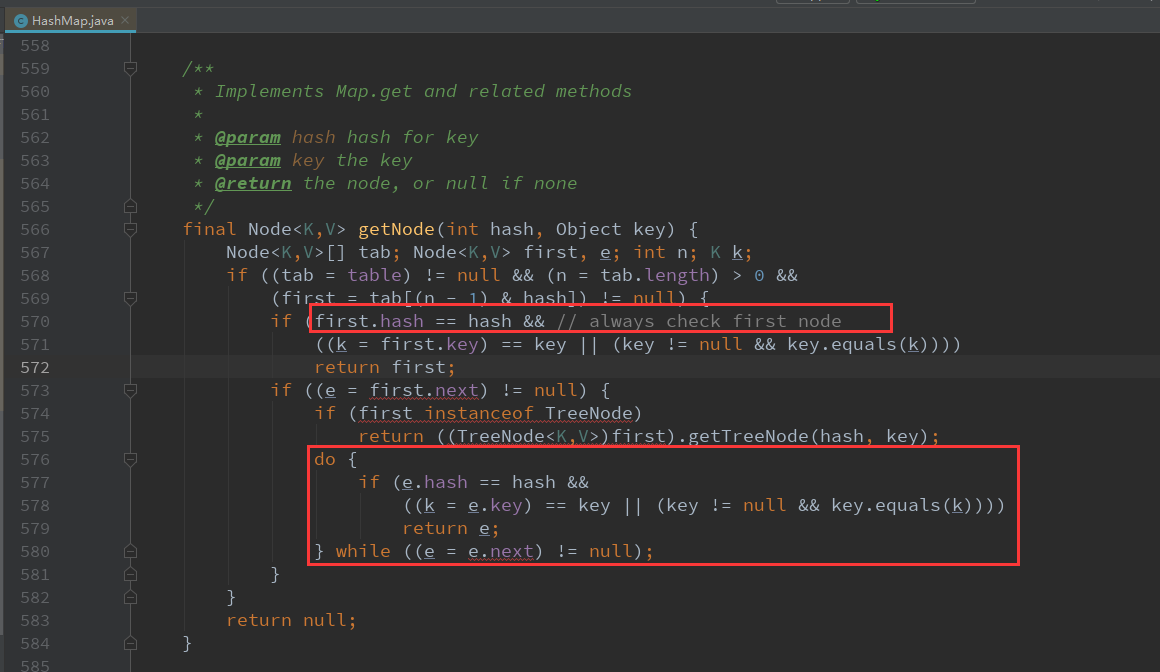 HashMap.java
558
559 /**
560 * Implements Map.get and related methods
561 *
562 * @param hash hash for key
563 * @param key the key
564 * @return the node, or null if none
565 */
566 final Node<K,V> getNode(int hash, Object key) {
567 Node<K,V>[] tab; Node<K,V> first, e; int n; K k;
568 if ((tab = table) != null && (n = tab.length) > 0 &&
569 (first = tab[(n - 1) & hash]) != null) {
570 if (first.hash == hash && // always check first node
571 ((k = first.key) == key || (key != null && key.equals(k))))
572 return first;
573 if ((e = first.next) != null) {
574 if (first instanceof TreeNode)
575 return ((TreeNode<K,V>)first).getTreeNode(hash, key);
576 do {
577 if (e.hash == hash &&
578 ((k = e.key) == key || (key != null && key.equals(k))))
579 return e;
580 } while ((e = e.next) != null);
581 }
582 }
583 return null;
584 }
585